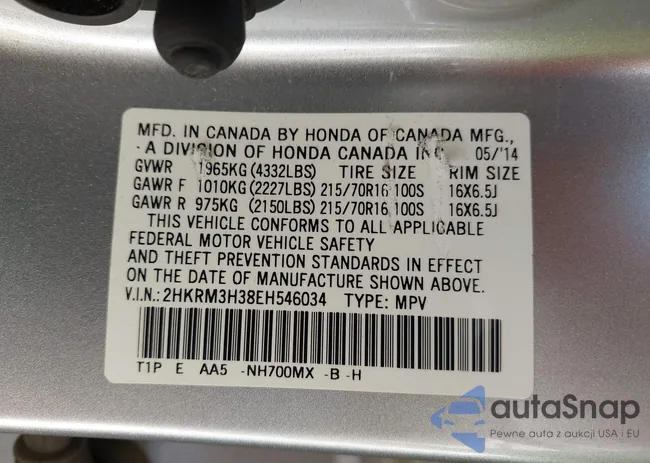 MFD. IN CANADA BY HONDA OF CANADA MFG.,
A DIVISION OF HONDA CANADA INC 05/'14
GVWR 1965KG (4332LBS) TIRE SIZE RIM SIZE
GAWR F 1010KG (2227LBS) 215/70R16 100S 16X6.5J
GAWR R 975KG (2150LBS) 215/70R16 100S 16X6.5J
THIS VEHICLE CONFORMS TO ALL APPLICABLE
FEDERAL MOTOR VEHICLE SAFETY
AND THEFT PREVENTION STANDARDS IN EFFECT
ON THE DATE OF MANUFACTURE SHOWN ABOVE.
V.I.N.: 2HKRM3H38EH546034 TYPE: MPV
T1P E AA5 -NH700MX -B -H
autaSnap
Pewne auta z aukcji USA i EU